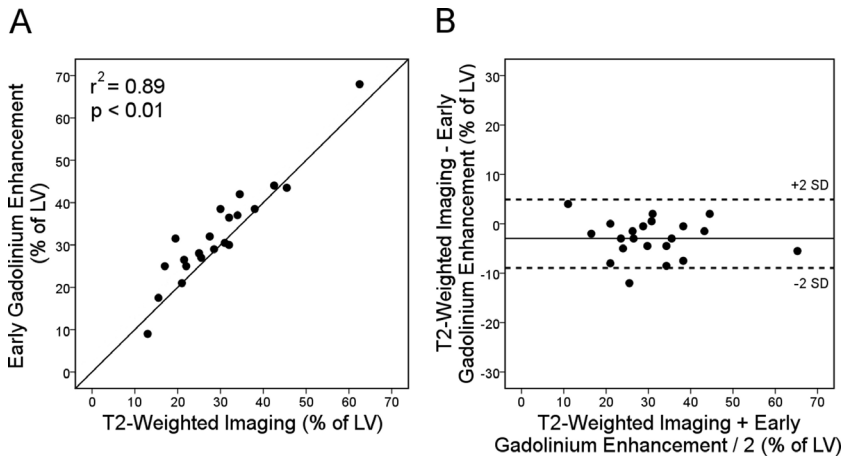 A
B
Early Gadolinium Enhancement
(% of LV)
r2 = 0.89
p < 0.01
70
60
50
40
30
20
10
0
0 10 20 30 40 50 60 70
T2-Weighted Imaging (% of LV)
T2-Weighted Imaging - Early
Gadolinium Enhancement (% of LV)
30
20
10
0
-10
-20
-30
+2 SD
-2 SD
0 10 20 30 40 50 60 70
T2-Weighted Imaging + Early
Gadolinium Enhancement / 2 (% of LV)